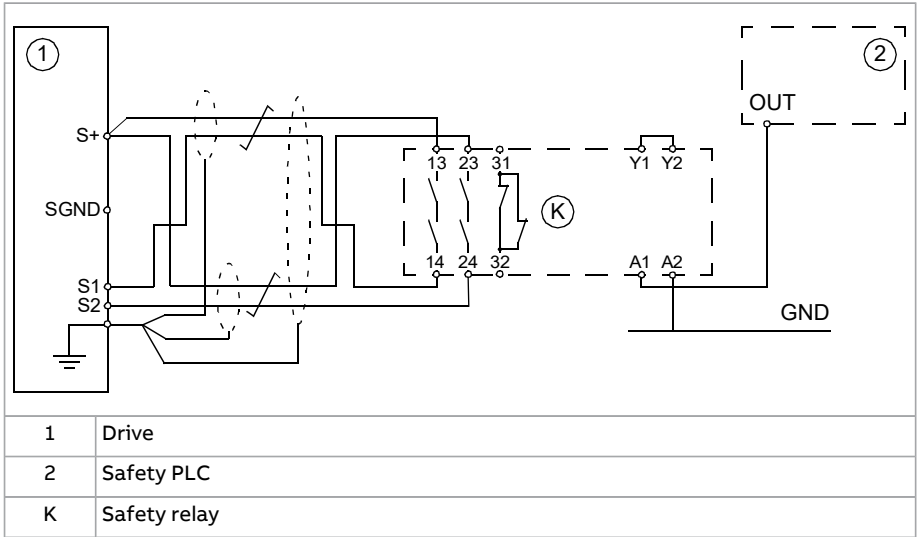 1
2
OUT
S+
13 23 31
Y1 Y2
SGND
K
14 24 32
A1 A2
S1
S2
GND
1 Drive
2 Safety PLC
K Safety relay